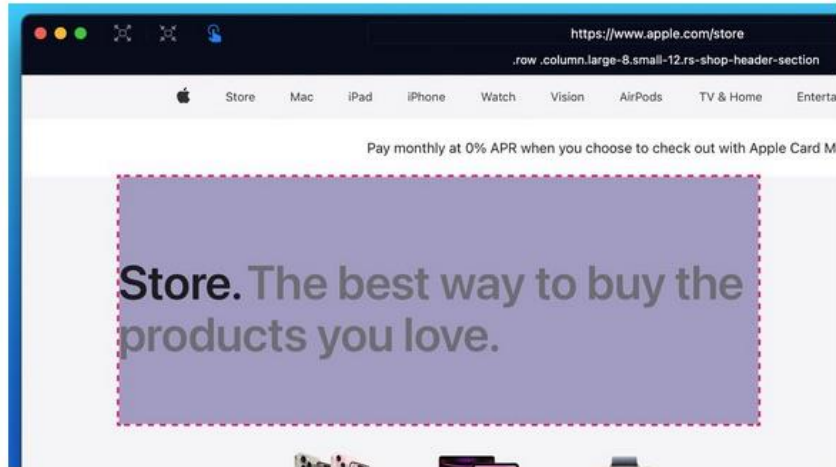 https://www.apple.com/store
.row .column.large-8.small-12.rs-shop-header-section
Store Mac iPad iPhone Watch Vision AirPods TV & Home
Pay monthly at 0% APR when you choose to check out with Apple Card M
Store. The best way to buy the
products you love.